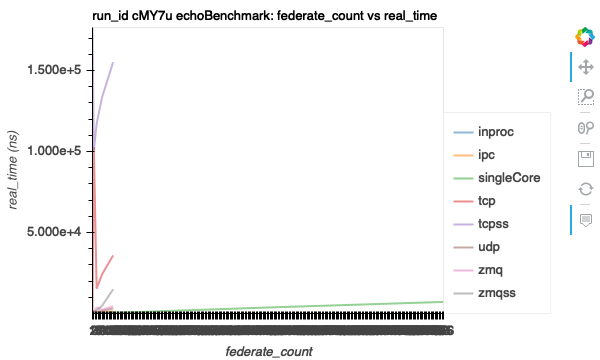 run_id cMY7u echoBenchmark: federate_count vs real_time
real_time (ns)
1.500e+5
1.000e+5
5.000e+4
inproc
ipc
singleCore
tcp
tcpss
udp
zmq
zmqss
federate_count